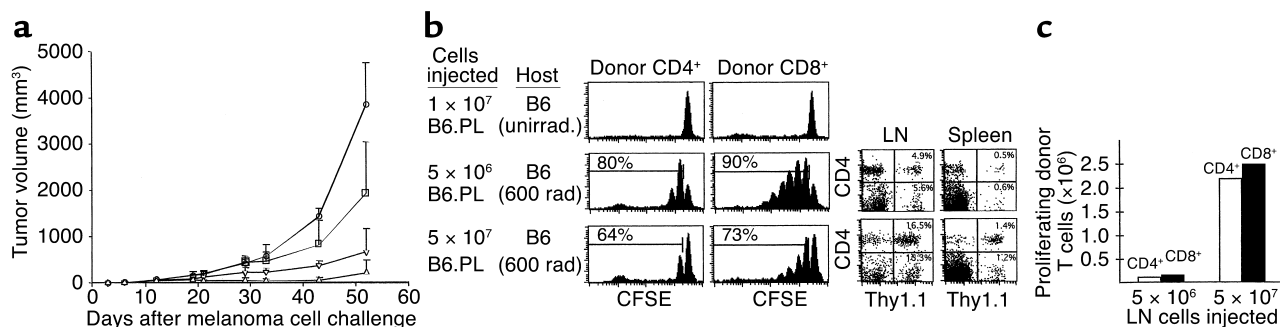 a
Tumor volume (mm³)
5000
4000
3000
2000
1000
0
0 10 20 30 40 50 60
Days after melanoma cell challenge
b
Cells
injected
Host
Donor CD4⁺
Donor CD8⁺
1 × 10⁷
B6.PL
B6
(unirrad.)
LN
Spleen
5 × 10⁶
B6.PL
B6
(600 rad)
80%
90%
CD4
4.9%
5.6%
0.5%
0.6%
5 × 10⁷
B6.PL
B6
(600 rad)
64%
73%
CD4
16.5%
18.3%
1.4%
1.2%
CFSE
CFSE
Thy1.1
Thy1.1
c
Proliferating donor
T cells (×10⁶)
2.5
2.0
1.5
1.0
0.5
CD4⁺
CD8⁺
CD4⁺
CD8⁺
5 × 10⁶
5 × 10⁷
LN cells injected